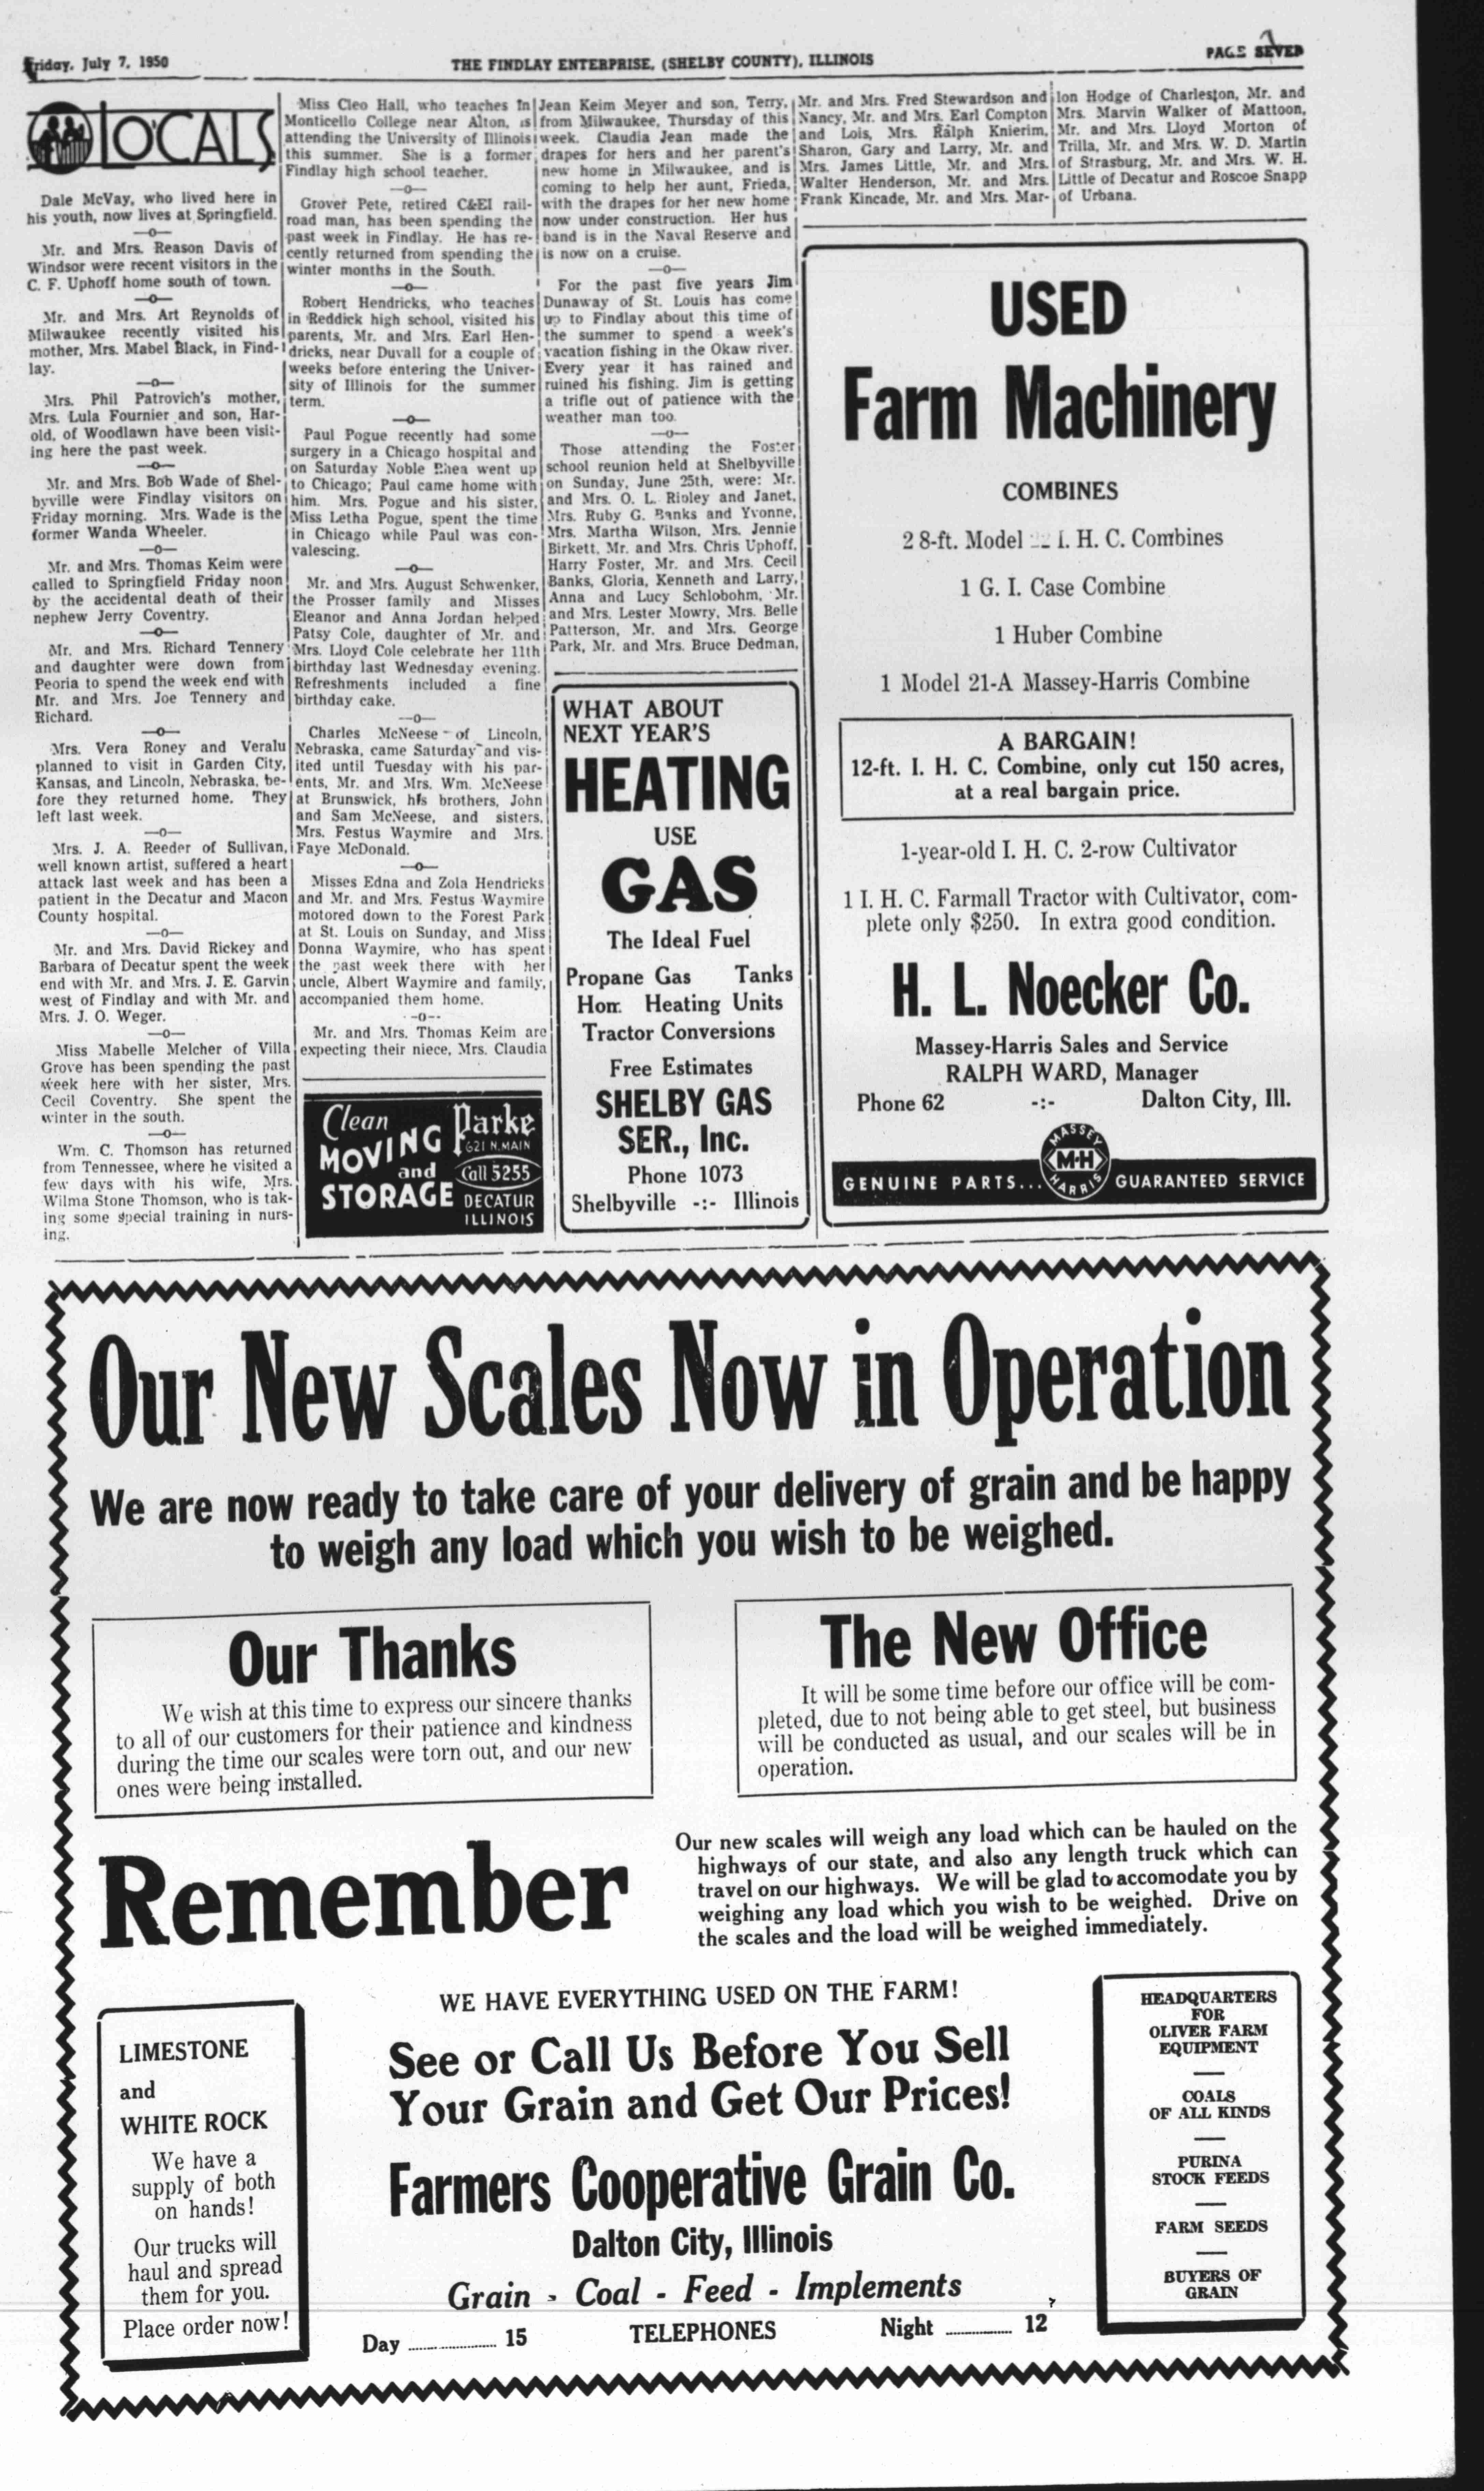 Friday, July 7, 1950
THE FINDLAY ENTERPRISE, (SHELBY COUNTY), ILLINOIS
PAGE SEVEN
LOCALS
Dale McVay, who lived here in
his youth, now lives at Springfield.
—o—
Mr. and Mrs. Reason Davis of
Windsor were recent visitors in the
C. F. Uphoff home south of town.
—o—
Mr. and Mrs. Art Reynolds of
Milwaukee recently visited his
mother, Mrs. Mabel Black, in Find-
lay.
—o—
Mrs. Phil Patrovich's mother,
Mrs. Lula Fournier and son, Har-
old, of Woodlawn have been visit-
ing here the past week.
—o—
Mr. and Mrs. Bob Wade of Shel-
byville were Findlay visitors on
Friday morning. Mrs. Wade is the
former Wanda Wheeler.
—o—
Mr. and Mrs. Thomas Keim were
called to Springfield Friday noon
by the accidental death of their
nephew Jerry Coventry.
—o—
Mr. and Mrs. Richard Tennery
and daughter were down from
Peoria to spend the week end with
Mr. and Mrs. Joe Tennery and
Richard.
—o—
Mrs. Vera Roney and Veralu
planned to visit in Garden City,
Kansas, and Lincoln, Nebraska, be-
fore they returned home. They
left last week.
—o—
Mrs. J. A. Reeder of Sullivan,
well known artist, suffered a heart
attack last week and has been a
patient in the Decatur and Macon
County hospital.
—o—
Mr. and Mrs. David Rickey and
Barbara of Decatur spent the week
end with Mr. and Mrs. J. E. Garvin
west of Findlay and with Mr. and
Mrs. J. O. Weger.
—o—
Miss Mabelle Melcher of Villa
Grove has been spending the past
week here with her sister, Mrs.
Cecil Coventry. She spent the
winter in the south.
—o—
Wm. C. Thomson has returned
from Tennessee, where he visited a
few days with his wife, Mrs.
Wilma Stone Thomson, who is tak-
ing some special training in nurs-
ing.
Miss Cleo Hall, who teaches in
Monticello College near Alton, is
attending the University of Illinois
this summer. She is a former
Findlay high school teacher.
—o—
Grover Pete, retired C&EI rail-
road man, has been spending the
past week in Findlay. He has re-
cently returned from spending the
winter months in the South.
—o—
Robert Hendricks, who teaches
in Reddick high school, visited his
parents, Mr. and Mrs. Earl Hen-
dricks, near Duvall for a couple of
weeks before entering the Univer-
sity of Illinois for the summer
term.
—o—
Paul Pogue recently had some
surgery in a Chicago hospital and
on Saturday Noble Rhea went up
to Chicago; Paul came home with
him. Mrs. Pogue and his sister,
Miss Letha Pogue, spent the time
in Chicago while Paul was con-
valescing.
—o—
Mr. and Mrs. August Schwenker,
the Prosser family and Misses
Eleanor and Anna Jordan helped
Patsy Cole, daughter of Mr. and
Mrs. Lloyd Cole celebrate her 11th
birthday last Wednesday evening.
Refreshments included a fine
birthday cake.
—o—
Charles McNeese of Lincoln,
Nebraska, came Saturday and vis-
ited until Tuesday with his par-
ents, Mr. and Mrs. Wm. McNeese
at Brunswick, his brothers, John
and Sam McNeese, and sisters,
Mrs. Festus Waymire and Mrs.
Faye McDonald.
—o—
Misses Edna and Zola Hendricks
and Mr. and Mrs. Festus Waymire
motored down to the Forest Park
at St. Louis on Sunday, and Miss
Donna Waymire, who has spent
the past week there with her
uncle, Albert Waymire and family,
accompanied them home.
-o-
Mr. and Mrs. Thomas Keim are
expecting their niece, Mrs. Claudia
Clean
MOVING
and
STORAGE
Parke
621 N. MAIN
Call 5255
DECATUR
ILLINOIS
Jean Keim Meyer and son, Terry,
from Milwaukee, Thursday of this
week. Claudia Jean made the
drapes for hers and her parent's
new home in Milwaukee, and is
coming to help her aunt, Frieda,
with the drapes for her new home
now under construction. Her hus
band is in the Naval Reserve and
is now on a cruise.
—o—
For the past five years Jim
Dunaway of St. Louis has come
up to Findlay about this time of
the summer to spend a week's
vacation fishing in the Okaw river.
Every year it has rained and
ruined his fishing. Jim is getting
a trifle out of patience with the
weather man too.
—o—
Those attending the Foster
school reunion held at Shelbyville
on Sunday, June 25th, were: Mr.
and Mrs. O. L. Ripley and Janet,
Mrs. Ruby G. Banks and Yvonne,
Mrs. Martha Wilson, Mrs. Jennie
Birkett, Mr. and Mrs. Chris Uphoff,
Harry Foster, Mr. and Mrs. Cecil
Banks, Gloria, Kenneth and Larry,
Anna and Lucy Schlobohm, Mr.
and Mrs. Lester Mowry, Mrs. Belle
Patterson, Mr. and Mrs. George
Park, Mr. and Mrs. Bruce Dedman,
Mr. and Mrs. Fred Stewardson and
Nancy, Mr. and Mrs. Earl Compton
and Lois, Mrs. Ralph Knierim,
Sharon, Gary and Larry, Mr. and
Mrs. James Little, Mr. and Mrs.
Walter Henderson, Mr. and Mrs.
Frank Kincade, Mr. and Mrs. Mar-
lon Hodge of Charleston, Mr. and
Mrs. Marvin Walker of Mattoon,
Mr. and Mrs. Lloyd Morton of
Trilla, Mr. and Mrs. W. D. Martin
of Strasburg, Mr. and Mrs. W. H.
Little of Decatur and Roscoe Snapp
of Urbana.
WHAT ABOUT
NEXT YEAR'S
HEATING
USE
GAS
The Ideal Fuel
Propane Gas Tanks
Hom Heating Units
Tractor Conversions
Free Estimates
SHELBY GAS
SER., Inc.
Phone 1073
Shelbyville -:- Illinois
USED
Farm Machinery
COMBINES
2 8-ft. Model I. H. C. Combines
1 G. I. Case Combine
1 Huber Combine
1 Model 21-A Massey-Harris Combine
A BARGAIN!
12-ft. I. H. C. Combine, only cut 150 acres,
at a real bargain price.
1-year-old I. H. C. 2-row Cultivator
1 I. H. C. Farmall Tractor with Cultivator, com-
plete only $250. In extra good condition.
H. L. Noecker Co.
Massey-Harris Sales and Service
RALPH WARD, Manager
Phone 62 -:- Dalton City, Ill.
GENUINE PARTS... MASSEY M-H HARRIS GUARANTEED SERVICE
Our New Scales Now in Operation
We are now ready to take care of your delivery of grain and be happy
to weigh any load which you wish to be weighed.
Our Thanks
We wish at this time to express our sincere thanks
to all of our customers for their patience and kindness
during the time our scales were torn out, and our new
ones were being installed.
The New Office
It will be some time before our office will be com-
pleted, due to not being able to get steel, but business
will be conducted as usual, and our scales will be in
operation.
Remember
Our new scales will weigh any load which can be hauled on the
highways of our state, and also any length truck which can
travel on our highways. We will be glad to accomodate you by
weighing any load which you wish to be weighed. Drive on
the scales and the load will be weighed immediately.
LIMESTONE
and
WHITE ROCK
We have a
supply of both
on hands!
Our trucks will
haul and spread
them for you.
Place order now!
WE HAVE EVERYTHING USED ON THE FARM!
See or Call Us Before You Sell
Your Grain and Get Our Prices!
Farmers Cooperative Grain Co.
Dalton City, Illinois
Grain - Coal - Feed - Implements
Day ........ 15 TELEPHONES Night ........ 12
HEADQUARTERS
FOR
OLIVER FARM
EQUIPMENT
COALS
OF ALL KINDS
PURINA
STOCK FEEDS
FARM SEEDS
BUYERS OF
GRAIN